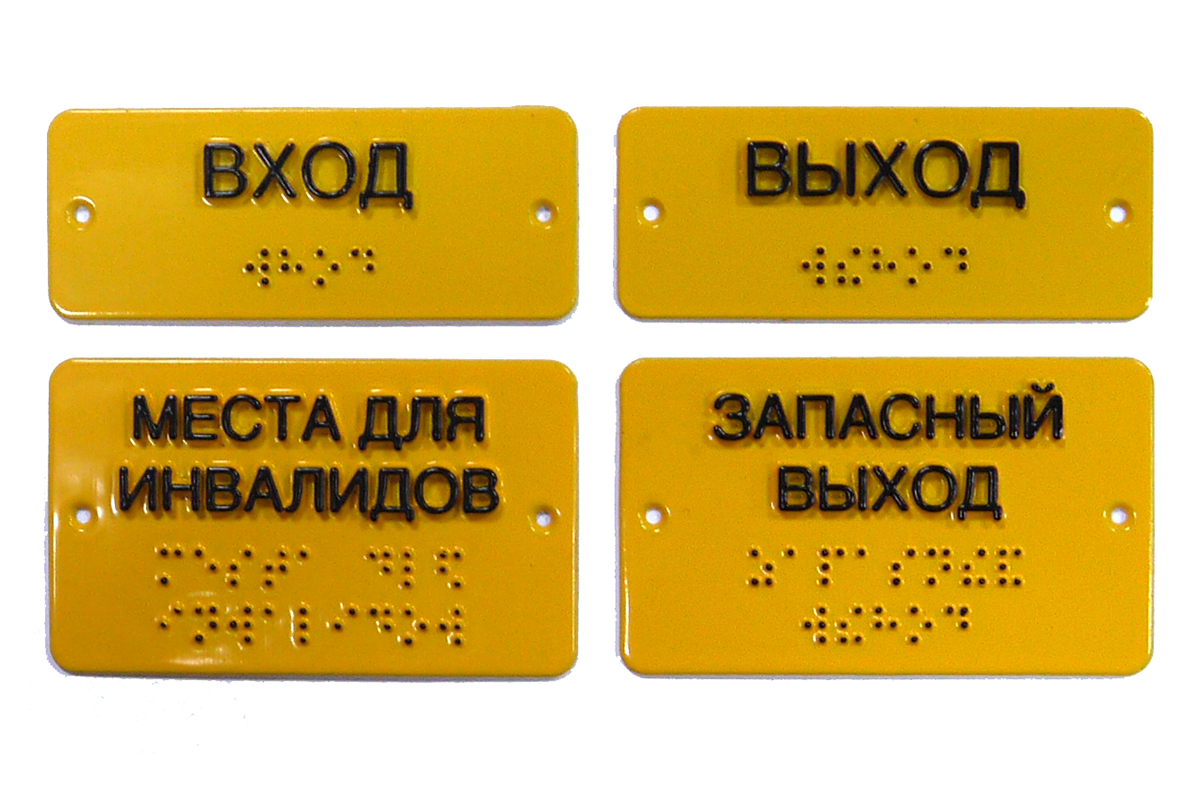 ВХОД
⠺⠓⠕⠙
ВЫХОД
⠺⠮⠓⠕⠙
МЕСТА ДЛЯ
ИНВАЛИДОВ
⠍⠑⠎⠞⠁ ⠙⠇⠫
⠊⠝⠺⠁⠇⠊⠙⠕⠺
ЗАПАСНЫЙ
ВЫХОД
⠵⠁⠏⠁⠎⠝⠮⠯
⠺⠮⠓⠕⠙